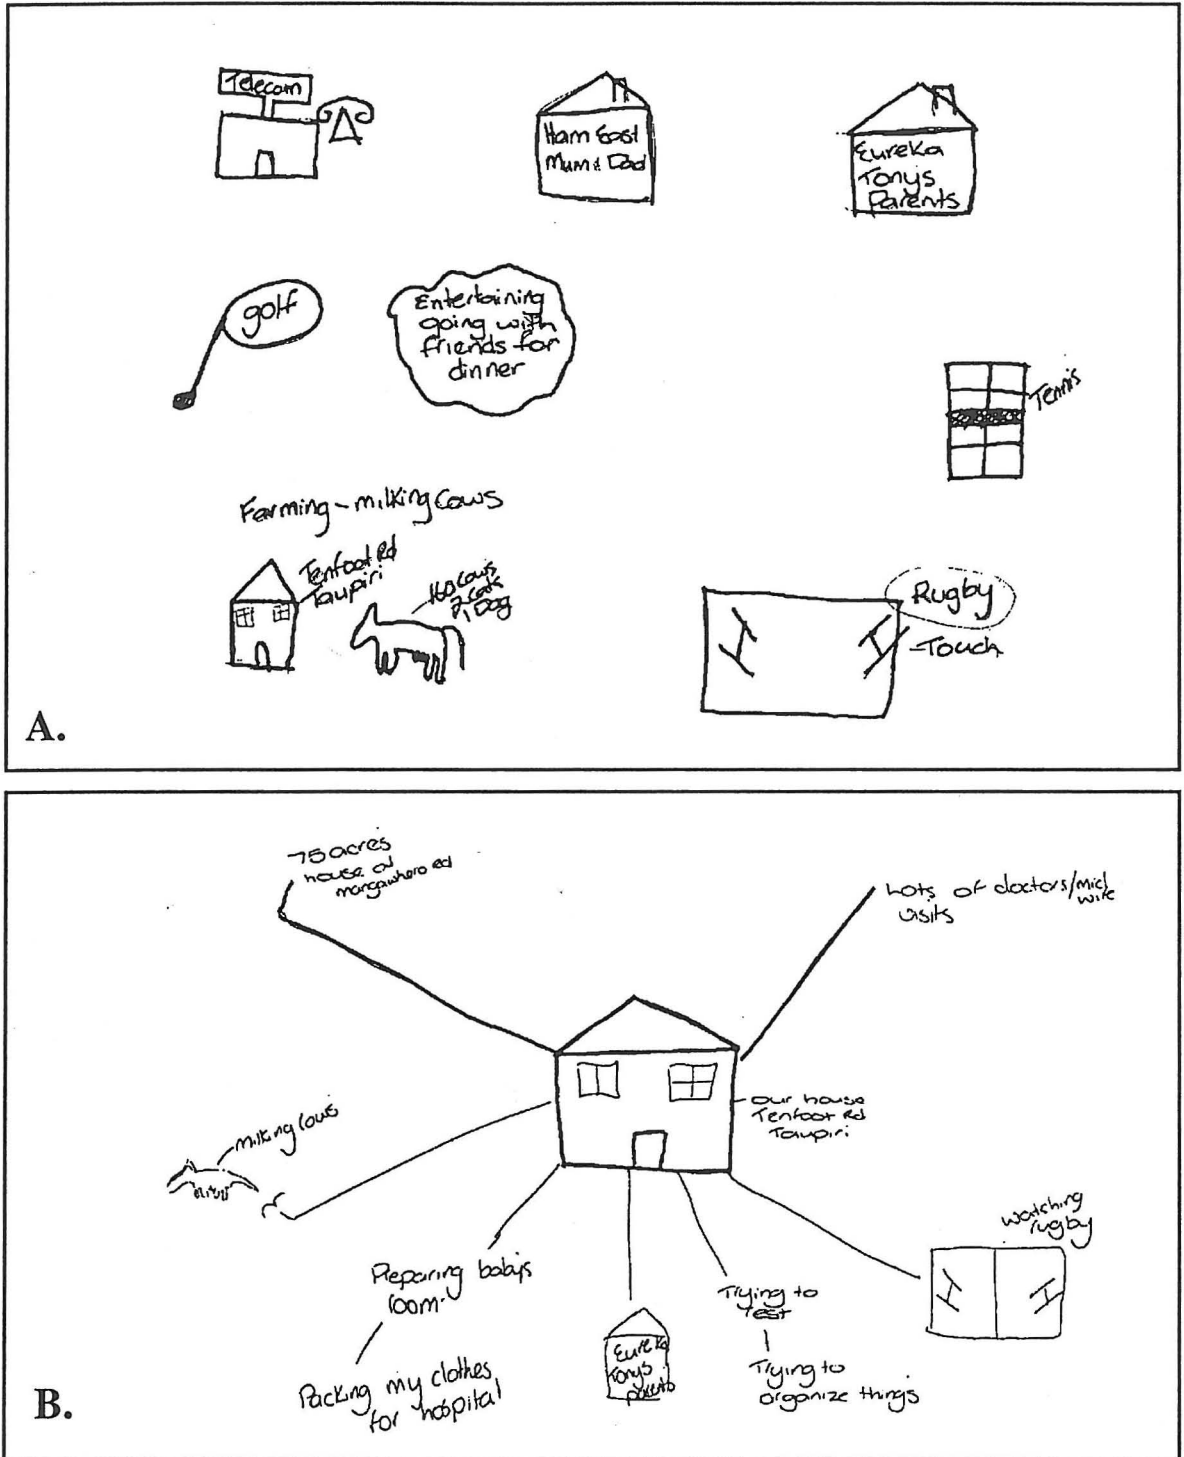 Telecom
Ham East
Mum & Dad
Eureka
Tonys
Parents
golf
Entertaining
going with
friends for
dinner
Tennis
Farming - milking Cows
Tenfoot Rd
Taupiri
160 cows
2 cats
1 Dog
Rugby
- Touch
A.
75 acres
house at
mangawhero Rd
Lots of doctors/mid
wife
visits
our house
Tenfoot Rd
Taupiri
milking cows
watching
rugby
Preparing babys
room.
Trying to
rest
Eureka
Tonys
parents
Trying to
organize things
Packing my clothes
for hospital
B.